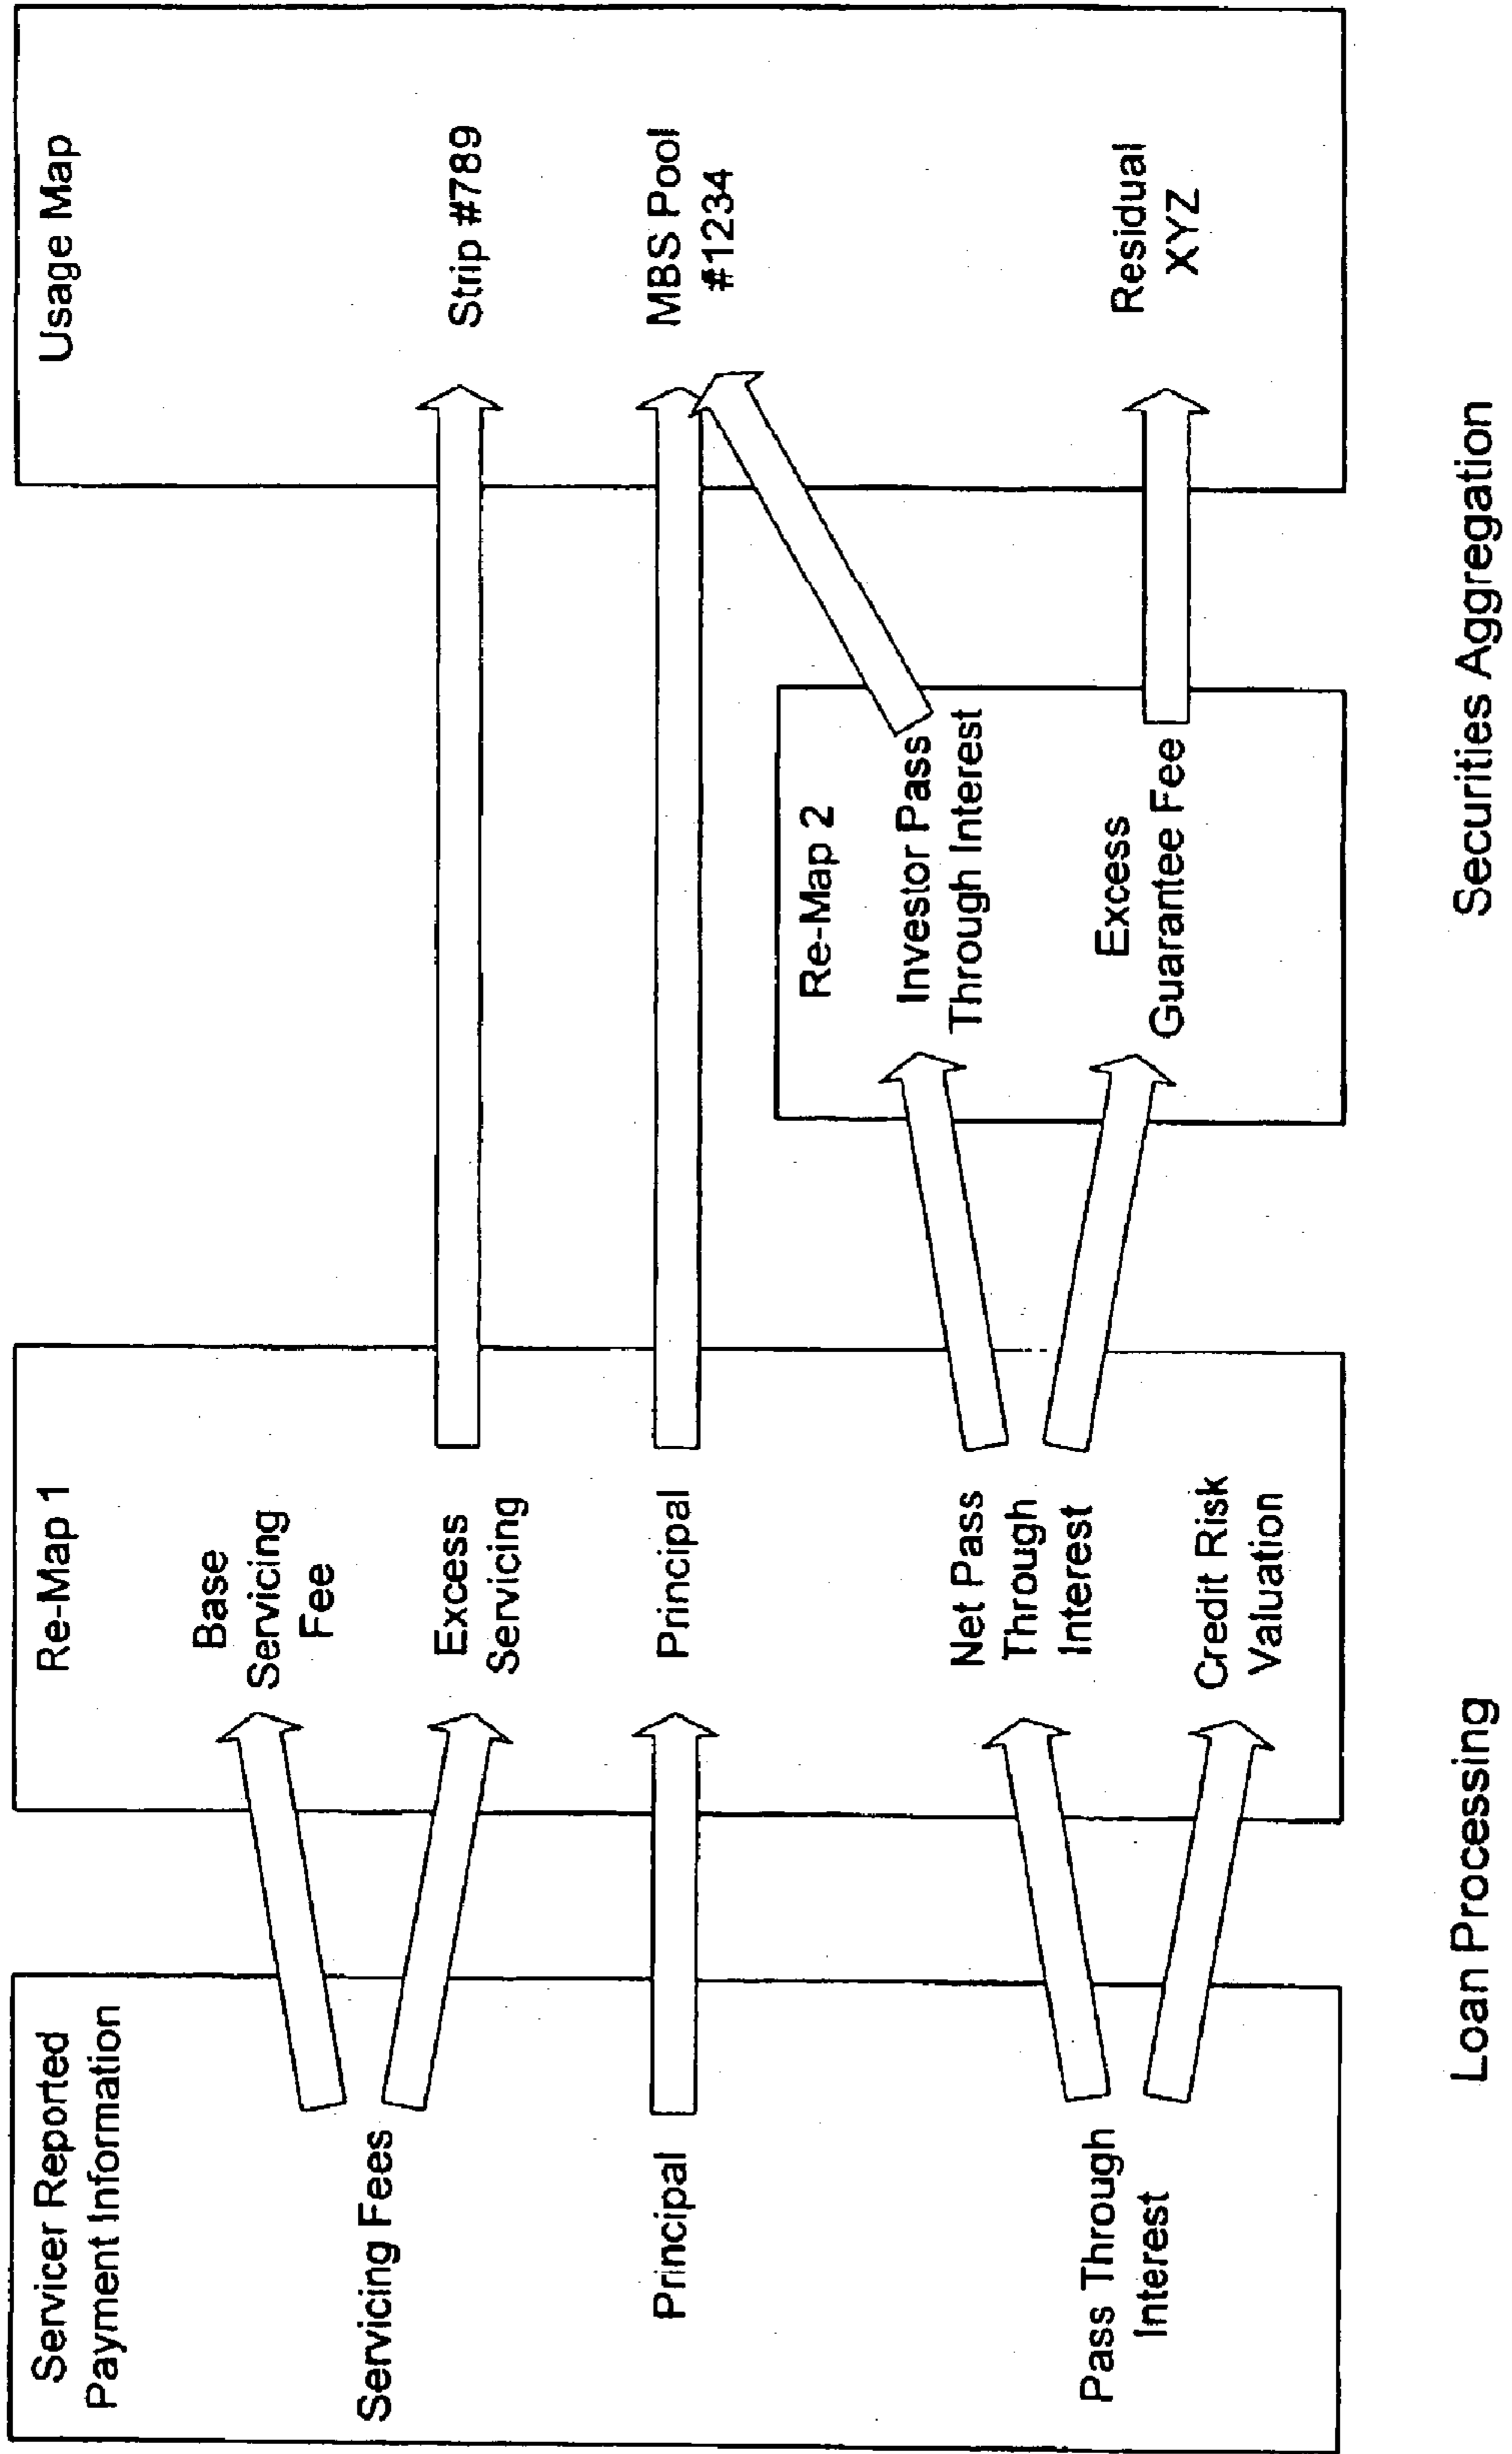 Servicer Reported
Payment Information
Servicing Fees
Principal
Pass Through
Interest
Re-Map 1
Base
Servicing
Fee
Excess
Servicing
Principal
Net Pass
Through
Interest
Credit Risk
Valuation
Re-Map 2
Investor Pass
Through Interest
Excess
Guarantee Fee
Usage Map
Strip #789
MBS Pool
#1234
Residual
XYZ
Loan Processing
Securities Aggregation